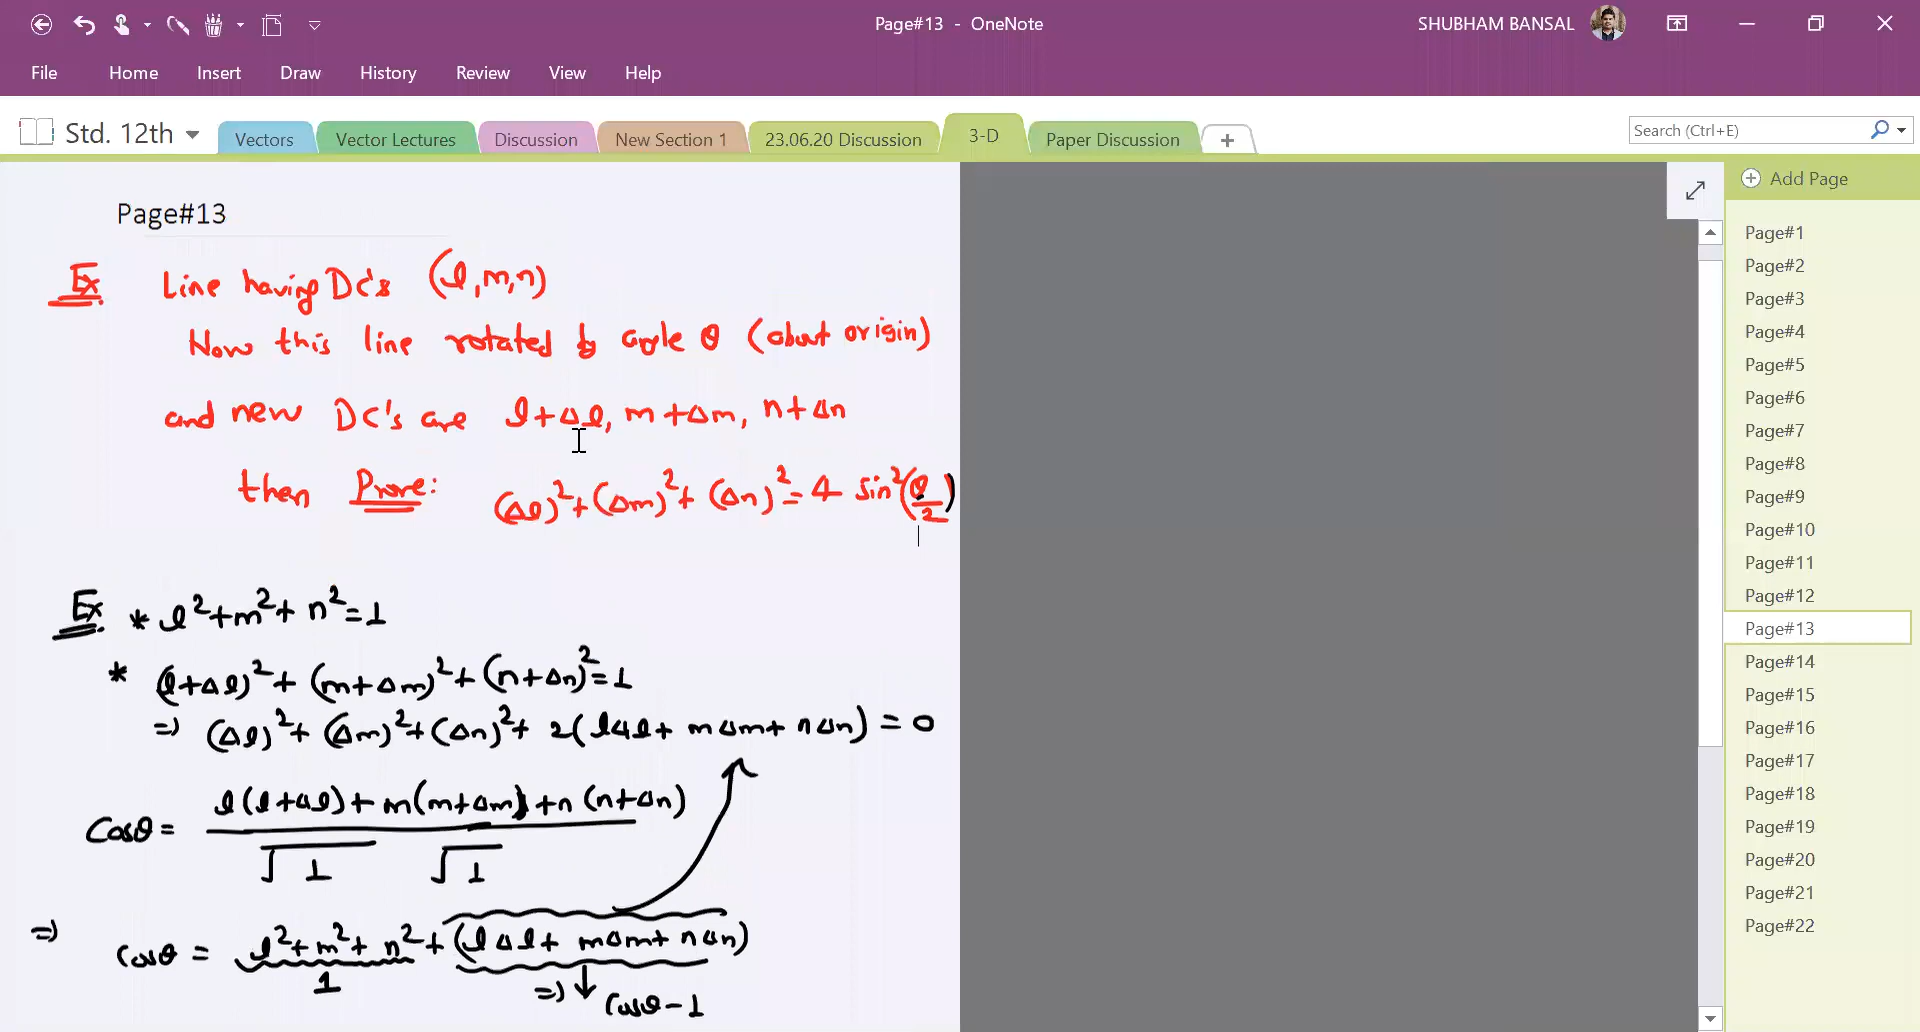 Page#13 - OneNote
SHUBHAM BANSAL
File Home Insert Draw History Review View Help
Std. 12th
Vectors
Vector Lectures
Discussion
New Section 1
23.06.20 Discussion
3-D
Paper Discussion
Search (Ctrl+E)
Page#13
Ex Line having DC's (l, m, n)
Now this line rotated by angle θ (about origin)
and new DC's are l+Δl, m+Δm, n+Δn
then Prove: (Δl)²+(Δm)²+(Δn)²=4 sin²(θ/2)
Ex * l²+m²+n²=1
* (l+Δl)²+(m+Δm)²+(n+Δn)²=1
=> (Δl)²+(Δm)²+(Δn)²+2(lΔl+mΔm+nΔn)=0
Cosθ= l(l+Δl)+m(m+Δm)+n(n+Δn)
√1 √1
=> cosθ = l²+m²+n²+(lΔl+mΔm+nΔn)
1
=> ↓ cosθ-1
Add Page
Page#1
Page#2
Page#3
Page#4
Page#5
Page#6
Page#7
Page#8
Page#9
Page#10
Page#11
Page#12
Page#13
Page#14
Page#15
Page#16
Page#17
Page#18
Page#19
Page#20
Page#21
Page#22